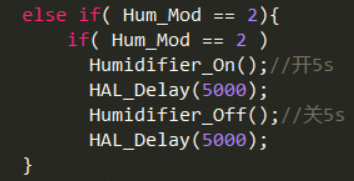 else if( Hum_Mod == 2){
if( Hum_Mod == 2 )
Humidifier_On();//开5s
HAL_Delay(5000);
Humidifier_Off();//关5s
HAL_Delay(5000);
}